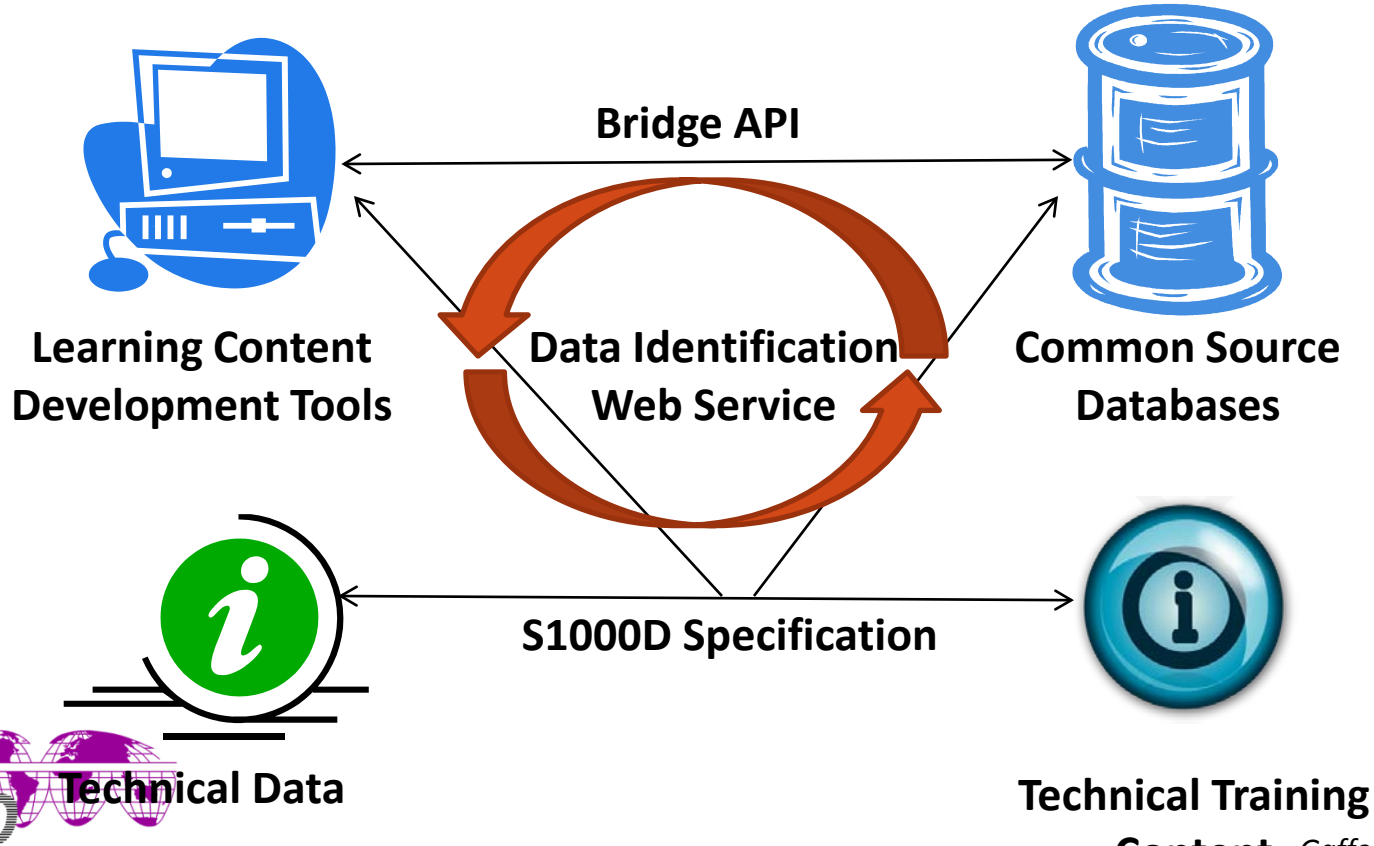 Bridge API
Learning Content
Development Tools
Data Identification
Web Service
Common Source
Databases
S1000D Specification
Technical Data
Technical Training
Content